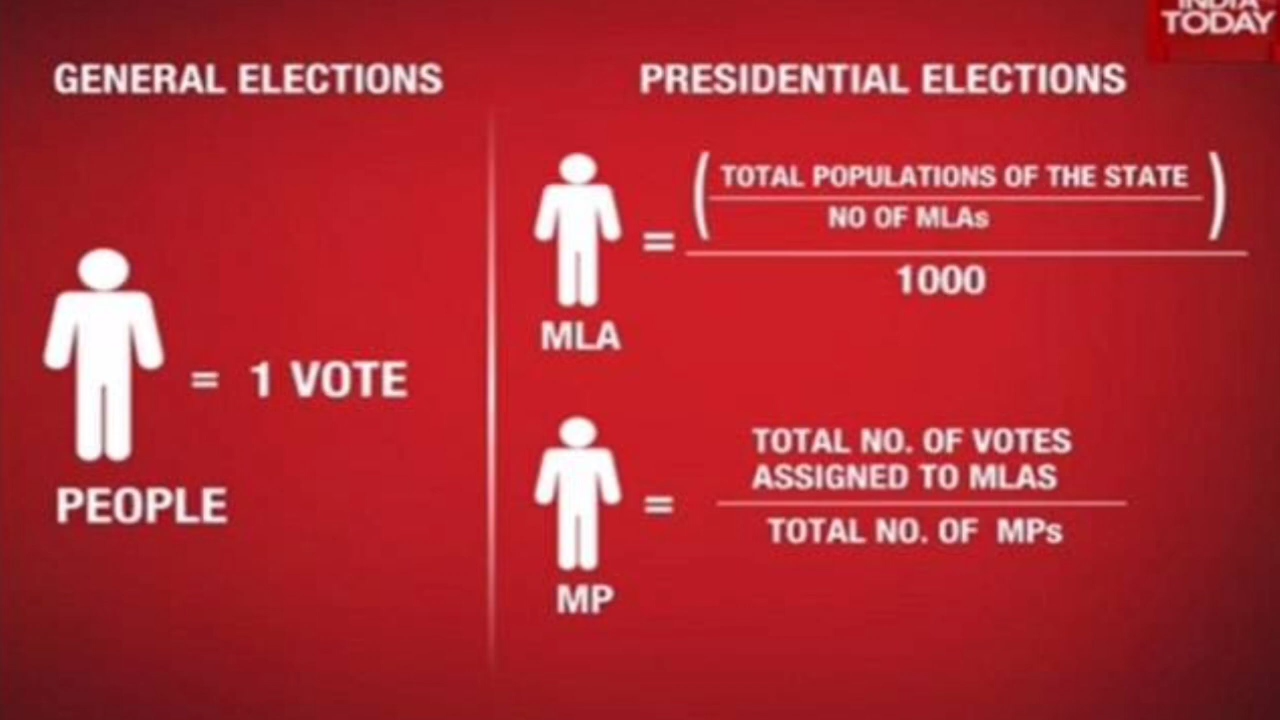 INDIA
TODAY
GENERAL ELECTIONS
PRESIDENTIAL ELECTIONS
= 1 VOTE
PEOPLE
=
(TOTAL POPULATIONS OF THE STATE)
NO OF MLAs
1000
MLA
TOTAL NO. OF VOTES
ASSIGNED TO MLAS
=
TOTAL NO. OF MPs
MP